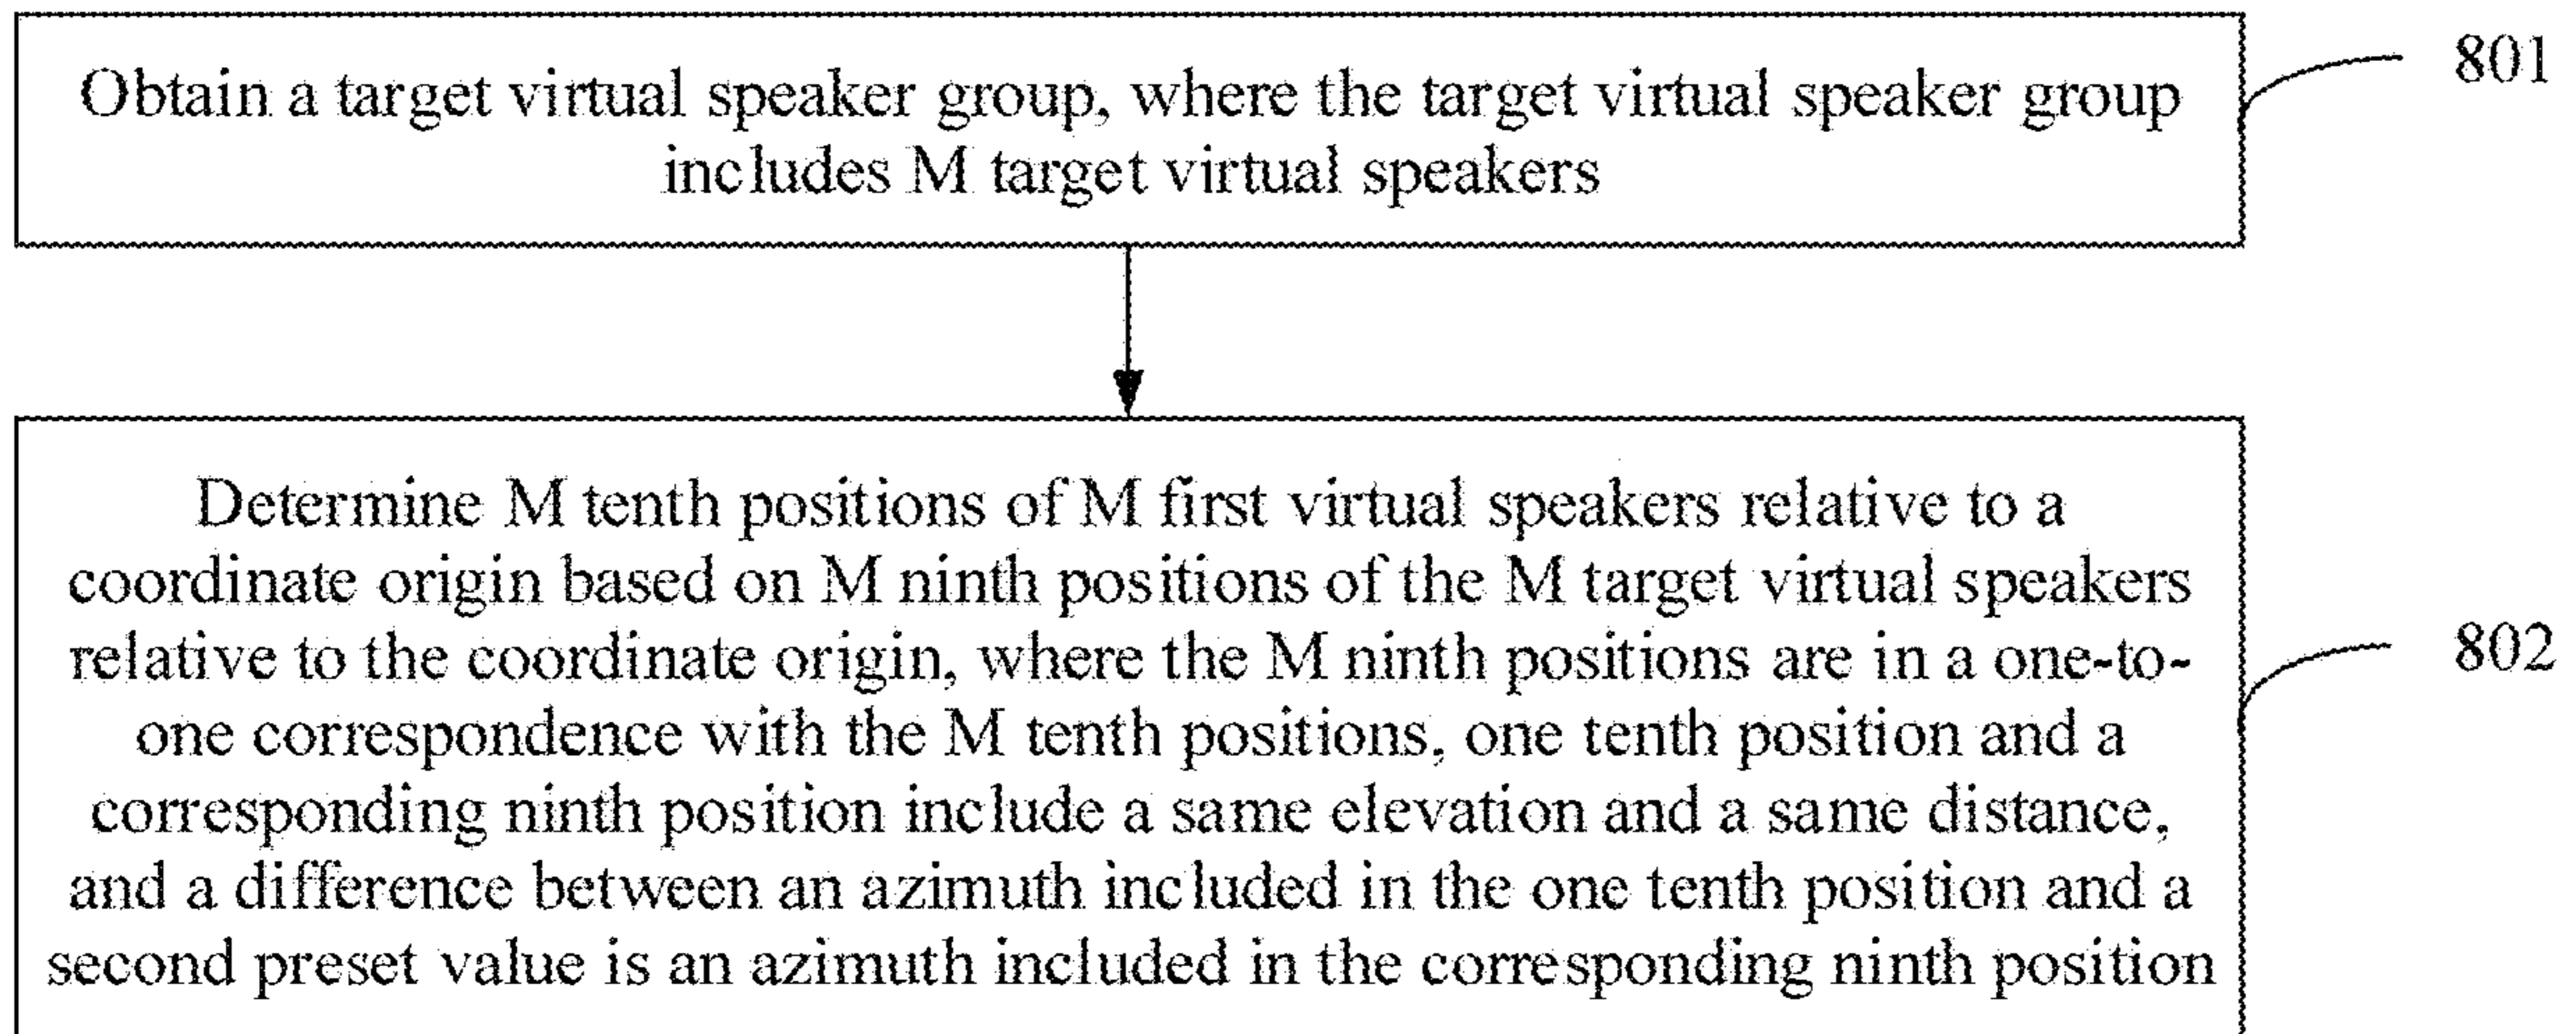 Obtain a target virtual speaker group, where the target virtual speaker group
includes M target virtual speakers
801
Determine M tenth positions of M first virtual speakers relative to a
coordinate origin based on M ninth positions of the M target virtual speakers
relative to the coordinate origin, where the M ninth positions are in a one-to-
one correspondence with the M tenth positions, one tenth position and a
corresponding ninth position include a same elevation and a same distance,
and a difference between an azimuth included in the one tenth position and a
second preset value is an azimuth included in the corresponding ninth position
802